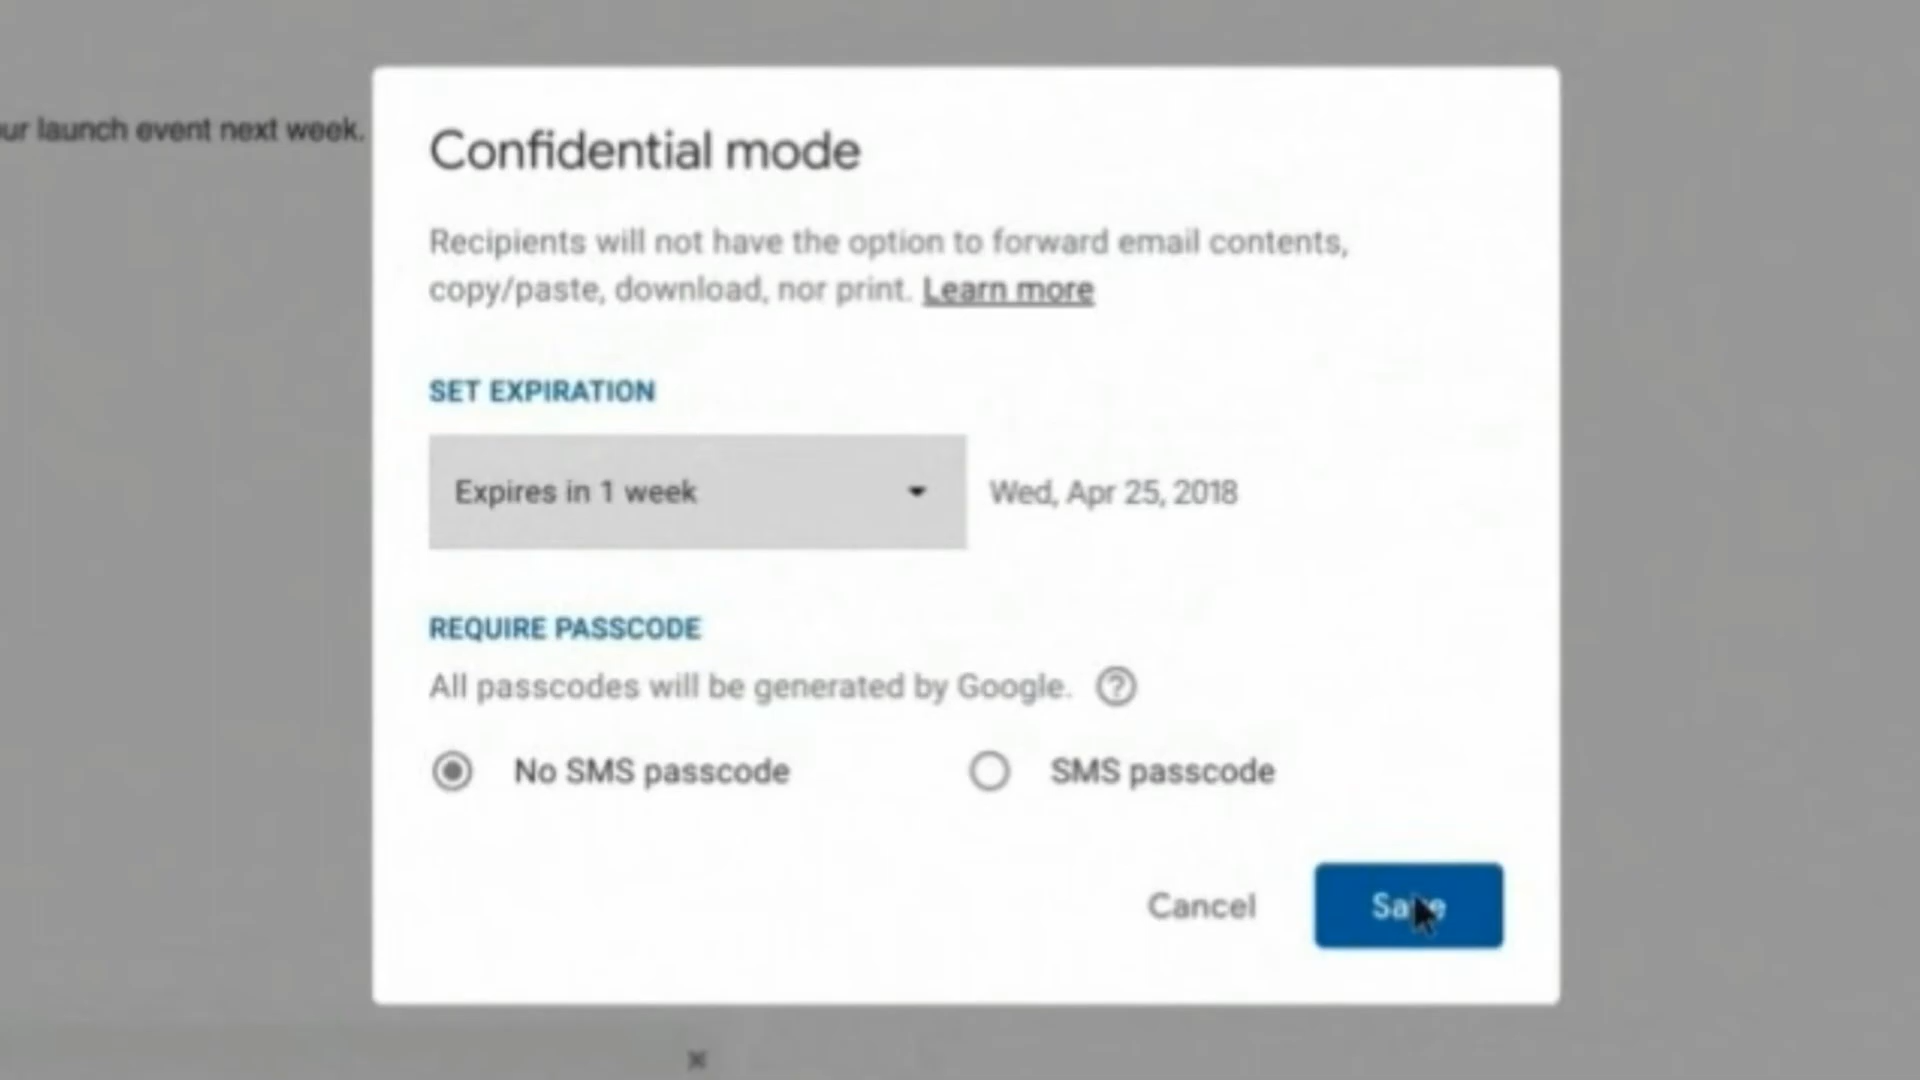 ur launch event next week.
Confidential mode
Recipients will not have the option to forward email contents,
copy/paste, download, nor print. Learn more
SET EXPIRATION
Expires in 1 week
Wed, Apr 25, 2018
REQUIRE PASSCODE
All passcodes will be generated by Google.
No SMS passcode
SMS passcode
Cancel
Save